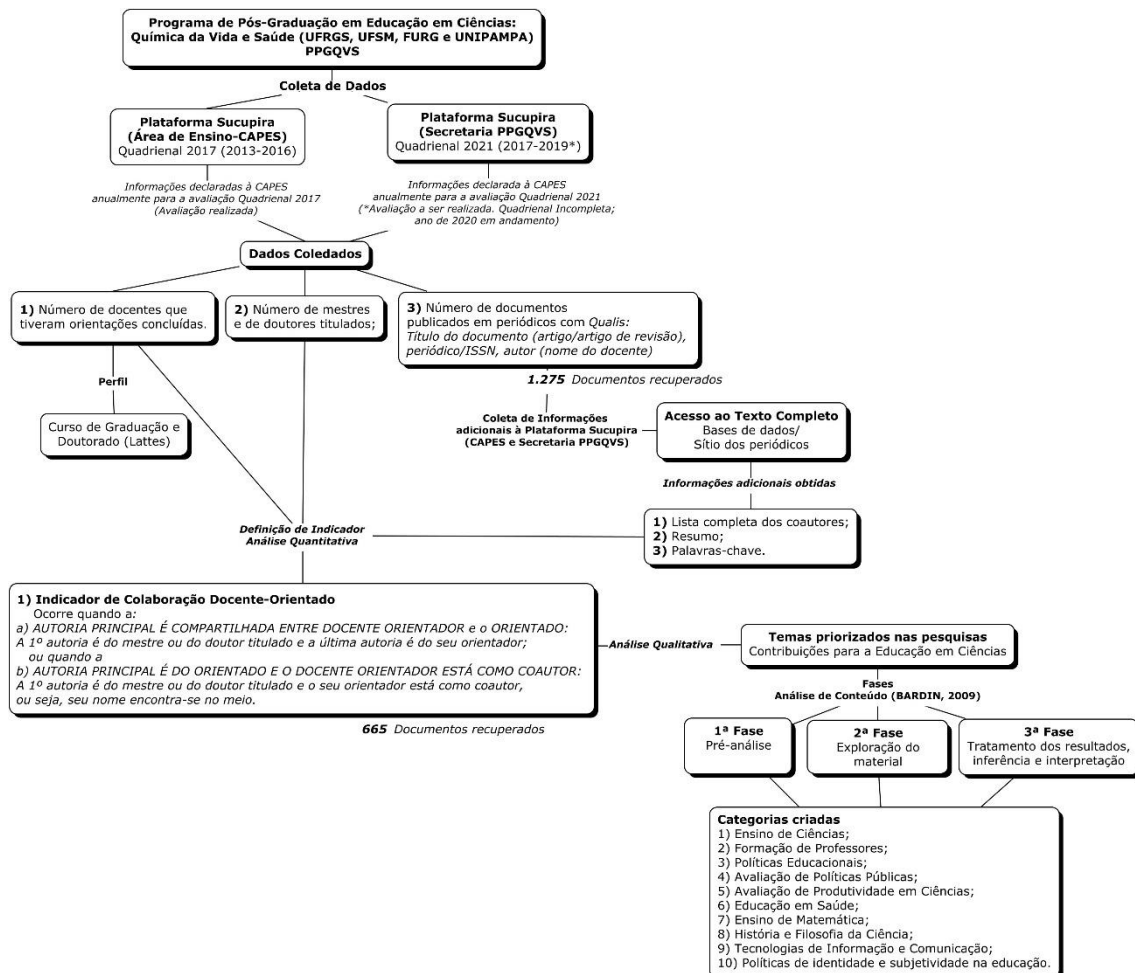 Programa de Pós-Graduação em Educação em Ciências:
Química da Vida e Saúde (UFRGS, UFSM, FURG e UNIPAMPA)
PPGQVS
Coleta de Dados
Plataforma Sucupira
(Área de Ensino-CAPES)
Quadrienal 2017 (2013-2016)
Plataforma Sucupira
(Secretaria PPGQVS)
Quadrienal 2021 (2017-2019*)
Informações declaradas à CAPES
anualmente para a avaliação Quadrienal 2017
(Avaliação realizada)
Informações declarada à CAPES
anualmente para a avaliação Quadrienal 2021
(*Avaliação a ser realizada. Quadrienal Incompleta;
ano de 2020 em andamento)
Dados Coledados
1) Número de docentes que
tiveram orientações concluídas.
2) Número de mestres
e de doutores titulados;
3) Número de documentos
publicados em periódicos com Qualis:
Título do documento (artigo/artigo de revisão),
periódico/ISSN, autor (nome do docente)
Perfil
1.275 Documentos recuperados
Curso de Graduação e
Doutorado (Lattes)
Coleta de Informações
adicionais à Plataforma Sucupira
(CAPES e Secretaria PPGQVS)
Acesso ao Texto Completo
Bases de dados/
Sítio dos periódicos
Informações adicionais obtidas
Definição de Indicador
Análise Quantitativa
1) Lista completa dos coautores;
2) Resumo;
3) Palavras-chave.
1) Indicador de Colaboração Docente-Orientado
Ocorre quando a:
a) AUTORIA PRINCIPAL É COMPARTILHADA ENTRE DOCENTE ORIENTADOR e o ORIENTADO:
A 1º autoria é do mestre ou do doutor titulado e a última autoria é do seu orientador;
ou quando a
b) AUTORIA PRINCIPAL É DO ORIENTADO E O DOCENTE ORIENTADOR ESTÁ COMO COAUTOR:
A 1º autoria é do mestre ou do doutor titulado e o seu orientador está como coautor,
ou seja, seu nome encontra-se no meio.
665 Documentos recuperados
Análise Qualitativa
Temas priorizados nas pesquisas
Contribuições para a Educação em Ciências
Fases
Análise de Conteúdo (BARDIN, 2009)
1ª Fase
Pré-análise
2ª Fase
Exploração do
material
3ª Fase
Tratamento dos resultados,
inferência e interpretação
Categorias criadas
1) Ensino de Ciências;
2) Formação de Professores;
3) Políticas Educacionais;
4) Avaliação de Políticas Públicas;
5) Avaliação de Produtividade em Ciências;
6) Educação em Saúde;
7) Ensino de Matemática;
8) História e Filosofia da Ciência;
9) Tecnologias de Informação e Comunicação;
10) Políticas de identidade e subjetividade na educação.